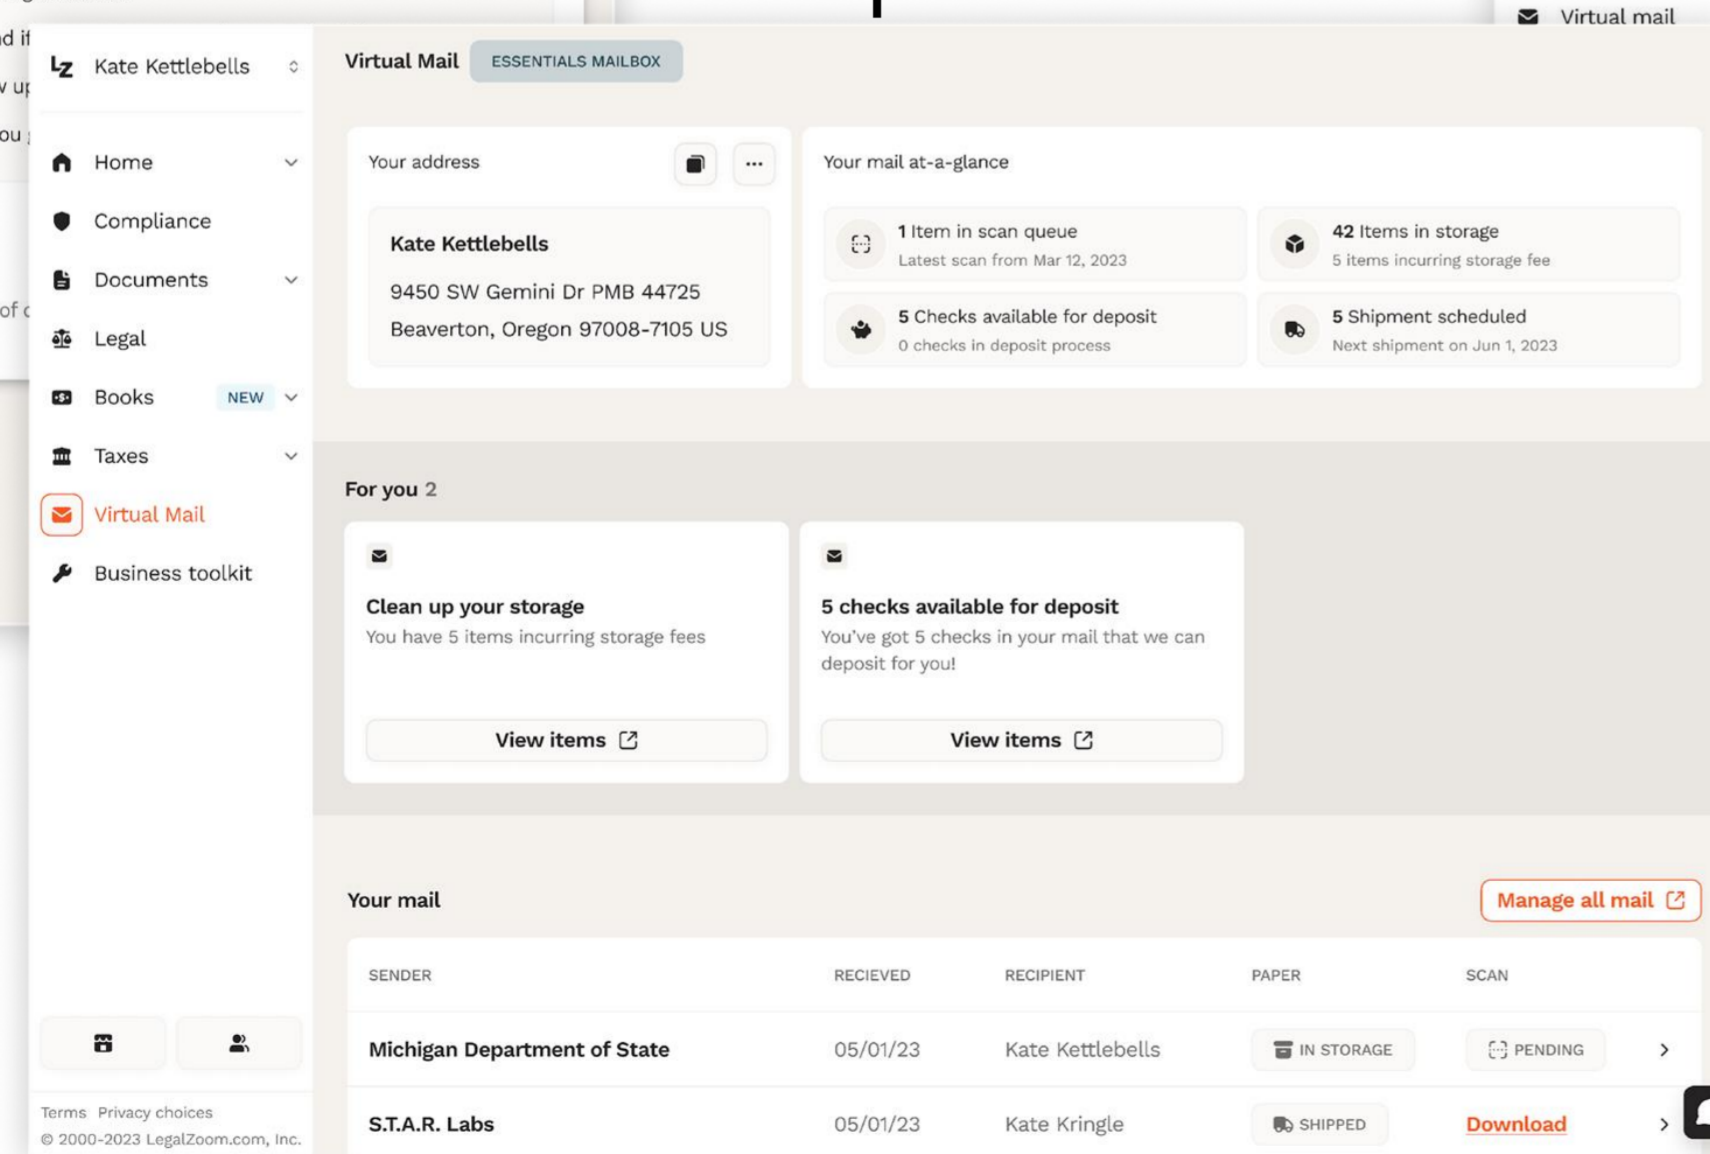 Virtual mail
LZ Kate Kettlebells
Home
Compliance
Documents
Legal
Books NEW
Taxes
Virtual Mail
Business toolkit
Terms Privacy choices
© 2000-2023 LegalZoom.com, Inc.
Virtual Mail ESSENTIALS MAILBOX
Your address
Kate Kettlebells
9450 SW Gemini Dr PMB 44725
Beaverton, Oregon 97008-7105 US
Your mail at-a-glance
1 Item in scan queue
Latest scan from Mar 12, 2023
42 Items in storage
5 items incurring storage fee
5 Checks available for deposit
0 checks in deposit process
5 Shipment scheduled
Next shipment on Jun 1, 2023
For you 2
Clean up your storage
You have 5 items incurring storage fees
View items
5 checks available for deposit
You've got 5 checks in your mail that we can
deposit for you!
View items
Your mail
Manage all mail
SENDER RECIEVED RECIPIENT PAPER SCAN
Michigan Department of State 05/01/23 Kate Kettlebells IN STORAGE PENDING
S.T.A.R. Labs 05/01/23 Kate Kringle SHIPPED Download